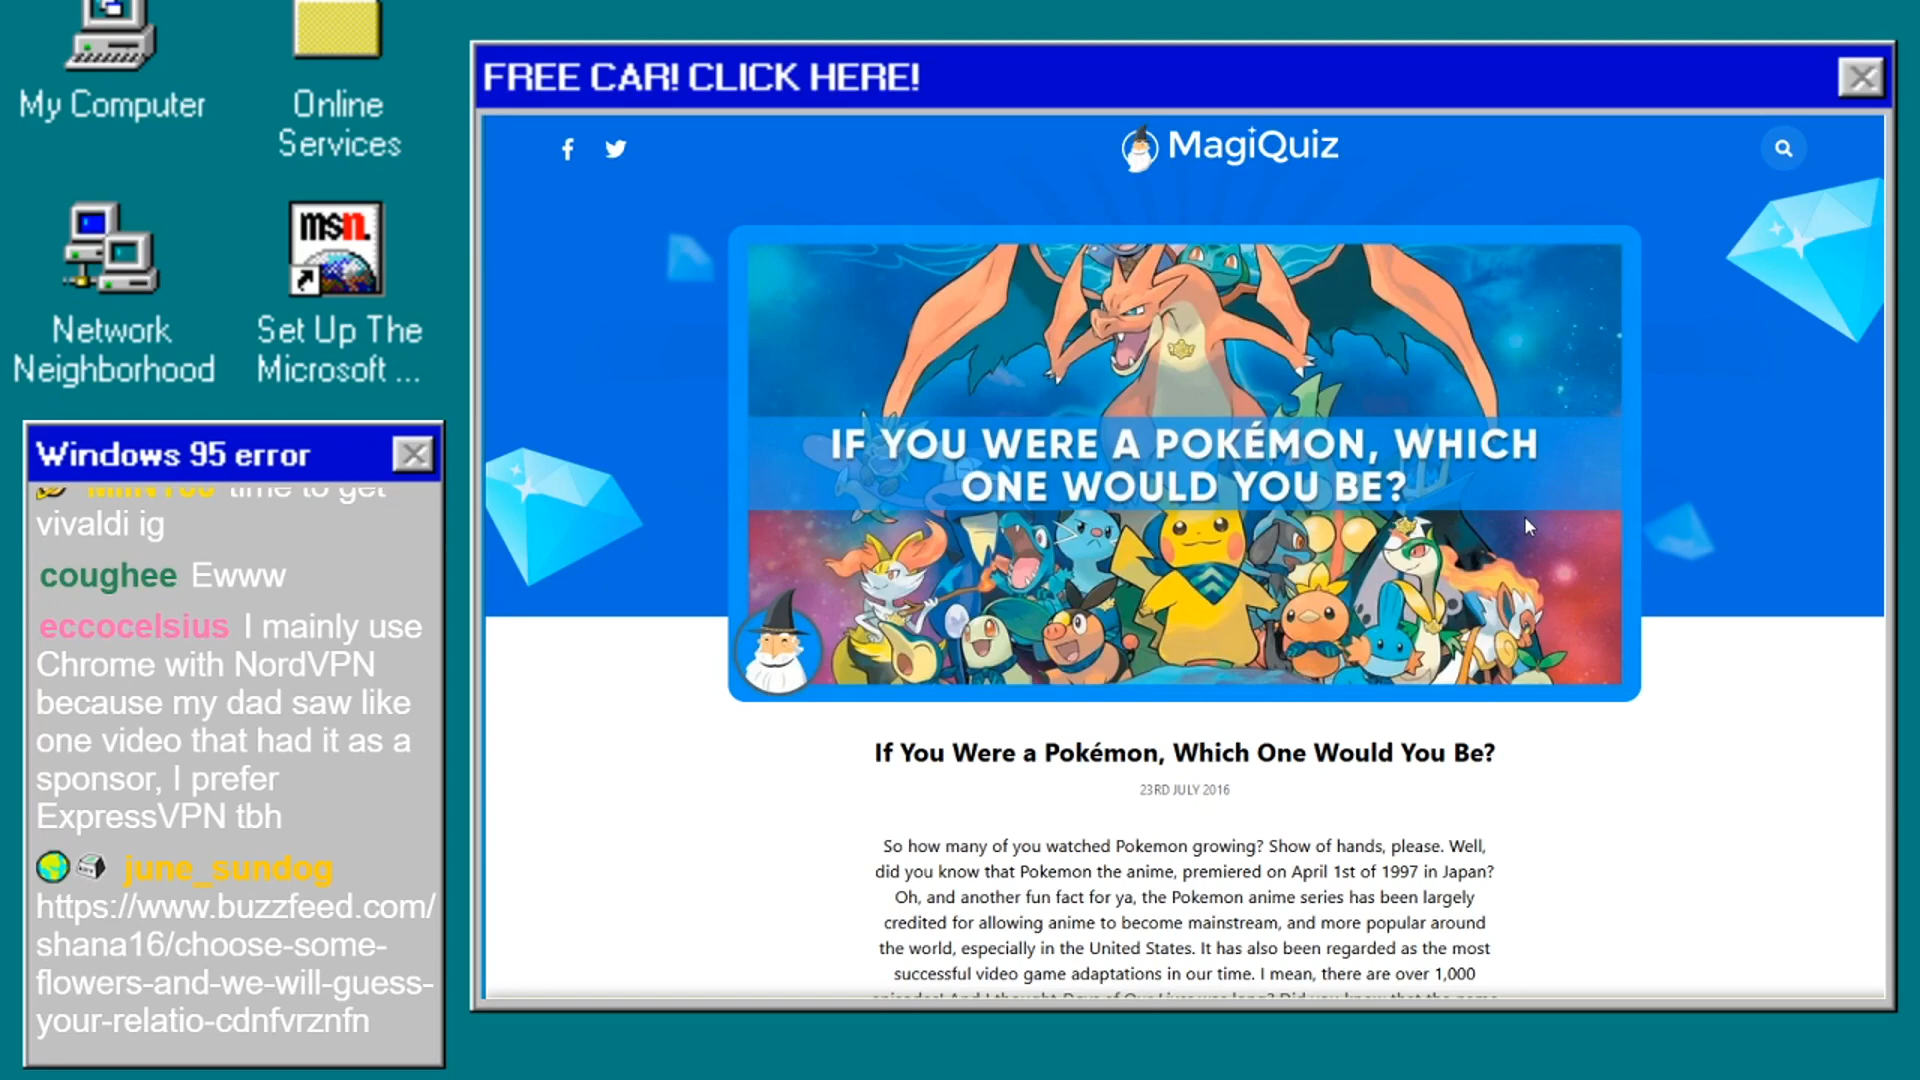 My Computer
Online
Services
Network
Neighborhood
msn.
Set Up The
Microsoft ...
Windows 95 error
time to get
vivaldi ig
coughee Ewww
eccocelsius I mainly use
Chrome with NordVPN
because my dad saw like
one video that had it as a
sponsor, I prefer
ExpressVPN tbh
june_sundog
https://www.buzzfeed.com/
shana16/choose-some-
flowers-and-we-will-guess-
your-relatio-cdnfvrznfn
FREE CAR! CLICK HERE!
MagiQuiz
IF YOU WERE A POKÉMON, WHICH
ONE WOULD YOU BE?
If You Were a Pokémon, Which One Would You Be?
23RD JULY 2016
So how many of you watched Pokemon growing? Show of hands, please. Well,
did you know that Pokemon the anime, premiered on April 1st of 1997 in Japan?
Oh, and another fun fact for ya, the Pokemon anime series has been largely
credited for allowing anime to become mainstream, and more popular around
the world, especially in the United States. It has also been regarded as the most
successful video game adaptations in our time. I mean, there are over 1,000